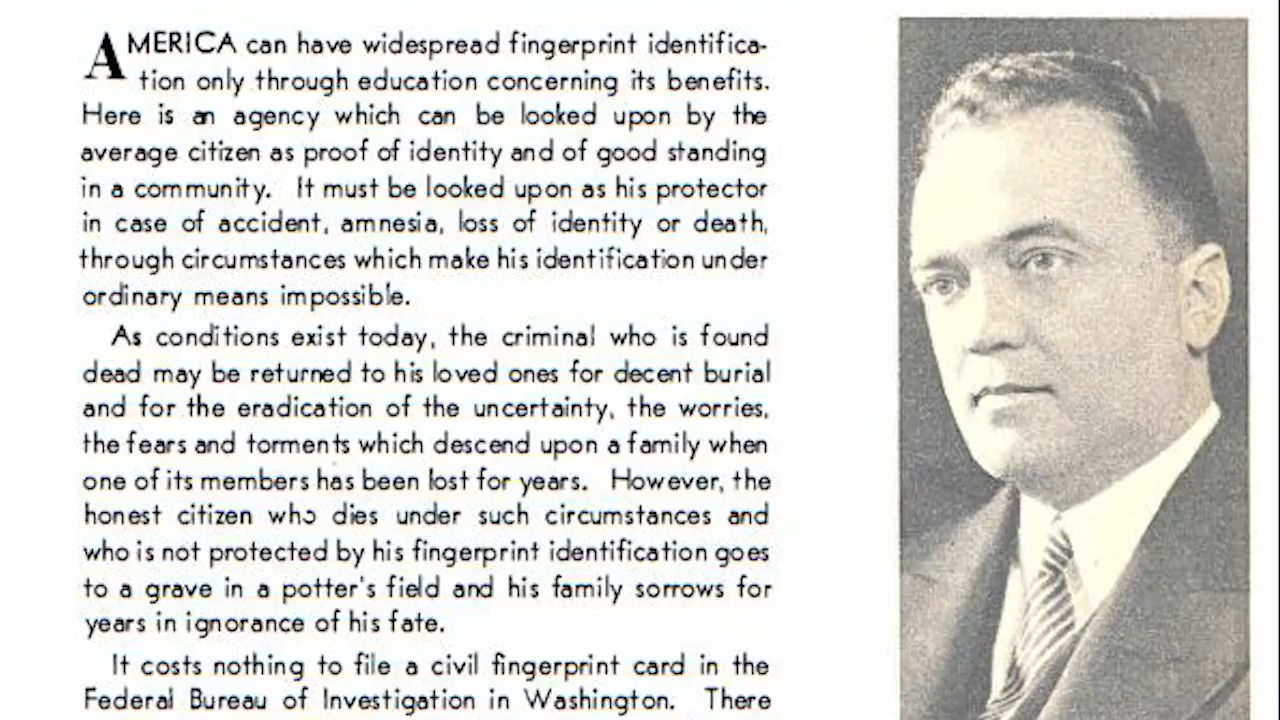 AMERICA can have widespread fingerprint identifica-
tion only through education concerning its benefits.
Here is an agency which can be looked upon by the
average citizen as proof of identity and of good standing
in a community. It must be looked upon as his protector
in case of accident, amnesia, loss of identity or death,
through circumstances which make his identification under
ordinary means impossible.
As conditions exist today, the criminal who is found
dead may be returned to his loved ones for decent burial
and for the eradication of the uncertainty, the worries,
the fears and torments which descend upon a family when
one of its members has been lost for years. However, the
honest citizen who dies under such circumstances and
who is not protected by his fingerprint identification goes
to a grave in a potter's field and his family sorrows for
years in ignorance of his fate.
It costs nothing to file a civil fingerprint card in the
Federal Bureau of Investigation in Washington. There